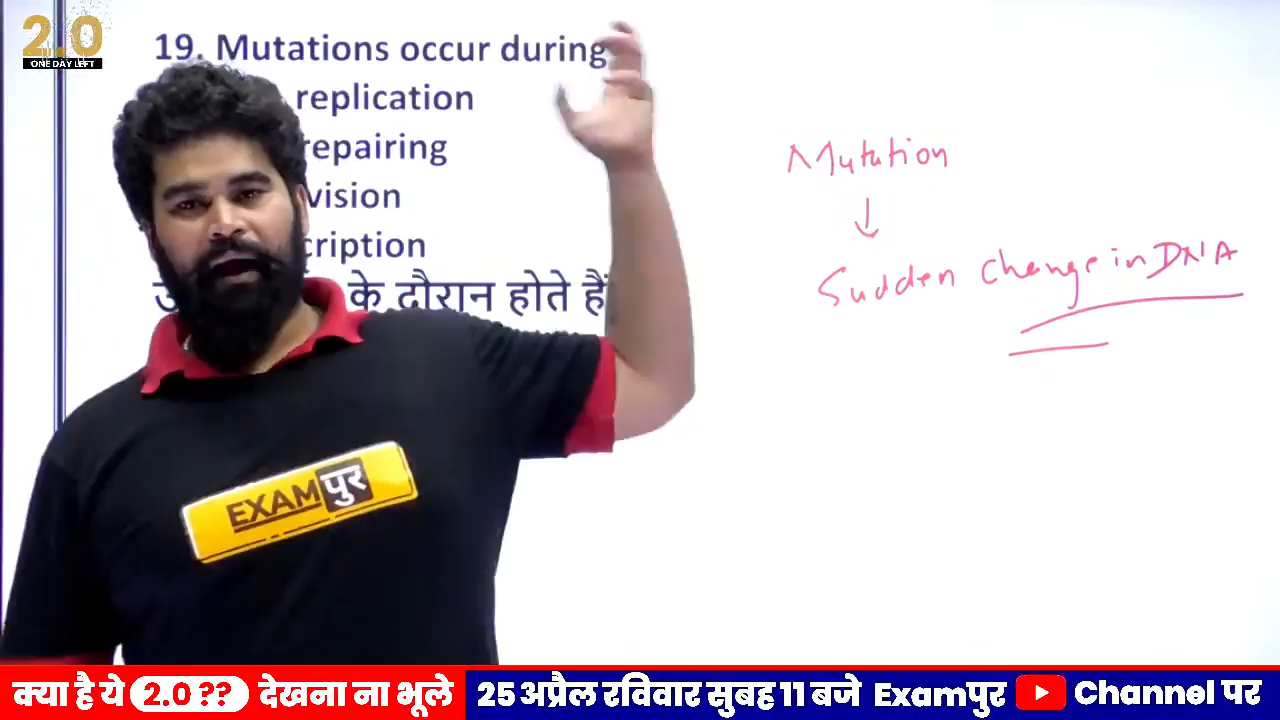 2.0
ONE DAY LEFT
19. Mutations occur during
replication
repairing
vision
cription
के दौरान होते हैं
Mutation
Sudden change in DNA
EXAMपुर
क्या है ये 2.0 ?? देखना ना भूले
25 अप्रैल रविवार सुबह 11 बजे Examपुर Channel पर